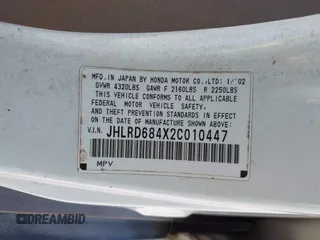 MFD. IN JAPAN BY HONDA MOTOR CO.,LTD: 1/02
GVWR 4320LBS GAWR F 2160LBS R 2250LBS
THIS VEHICLE CONFORMS TO ALL APPLICABLE
FEDERAL MOTOR VEHICLE SAFETY AND
THEFT PREVENTION STANDARDS IN
EFFECT ON THE DATE OF
MANUFACTURE SHOWN ABOVE.
V.I.N. JHLRD684X2C010447
MPV
DREAMBID